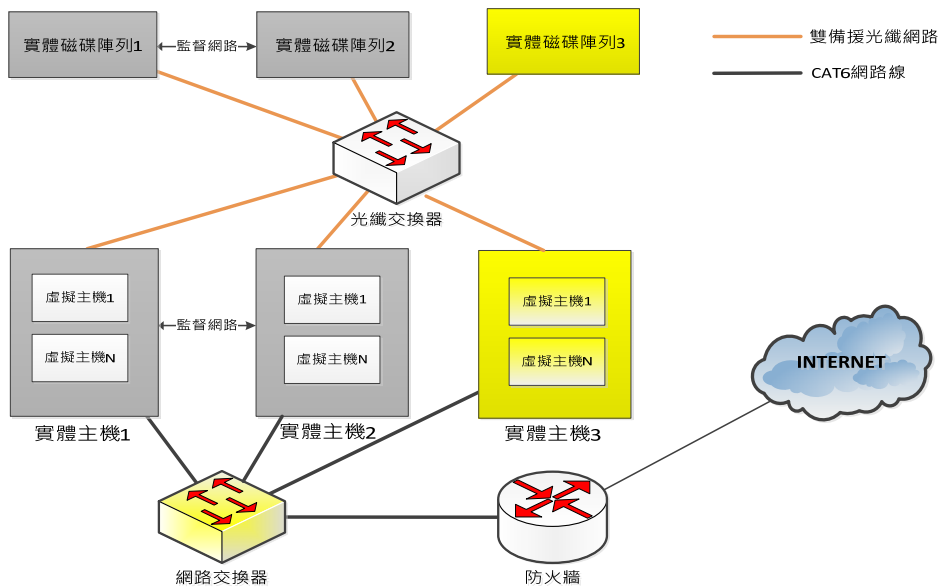 實體磁碟陣列1
監督網路
實體磁碟陣列2
實體磁碟陣列3
雙備援光纖網路
CAT6網路線
光纖交換器
虛擬主機1
虛擬主機N
監督網路
虛擬主機1
虛擬主機N
虛擬主機1
虛擬主機N
INTERNET
實體主機1
實體主機2
實體主機3
網路交換器
防火牆